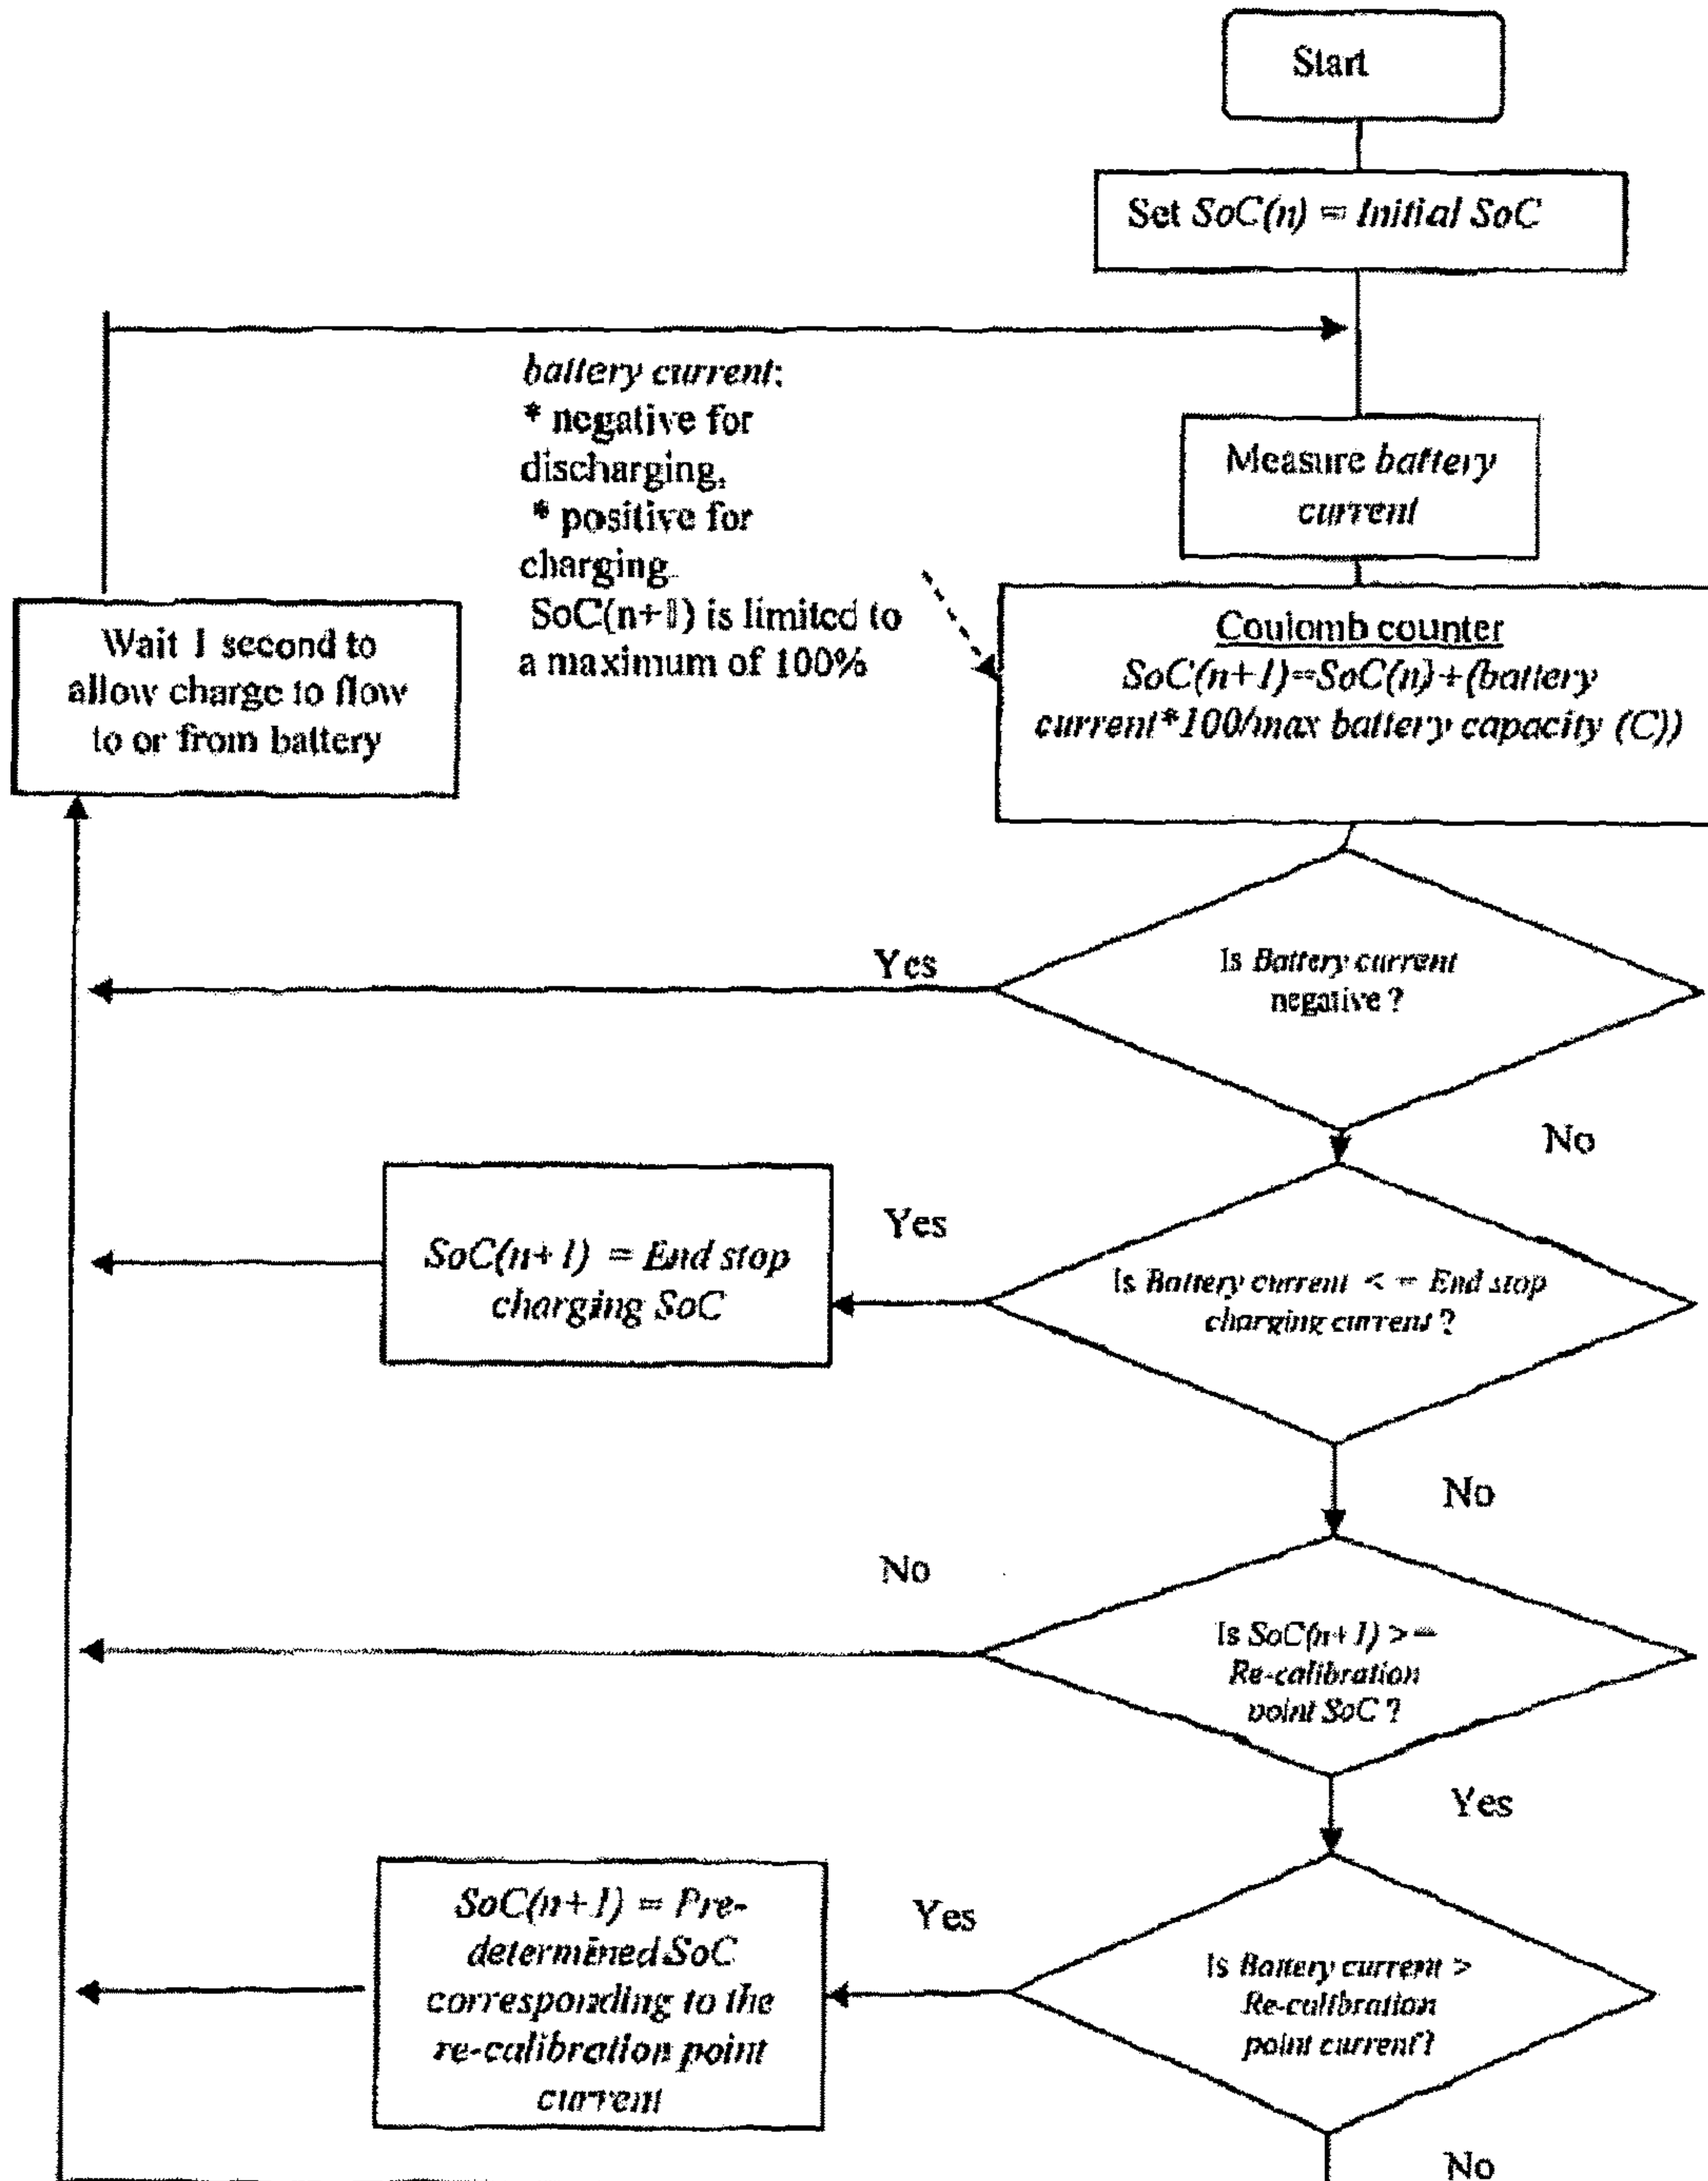 Start
Set SoC(n) = Initial SoC
battery current:
* negative for
discharging,
* positive for
charging
SoC(n+1) is limited to
a maximum of 100%
Measure battery
current
Wait 1 second to
allow charge to flow
to or from battery
Coulomb counter
SoC(n+1)=SoC(n)+(battery
current*100/max battery capacity (C))
Yes
Is Battery current
negative ?
No
SoC(n+1) = End stop
charging SoC
Yes
Is Battery current < = End stop
charging current ?
No
No
Is SoC(n+1) >=
Re-calibration
point SoC ?
Yes
SoC(n+1) = Pre-
determined SoC
corresponding to the
re-calibration point
current
Yes
Is Battery current >
Re-calibration
point current?
No